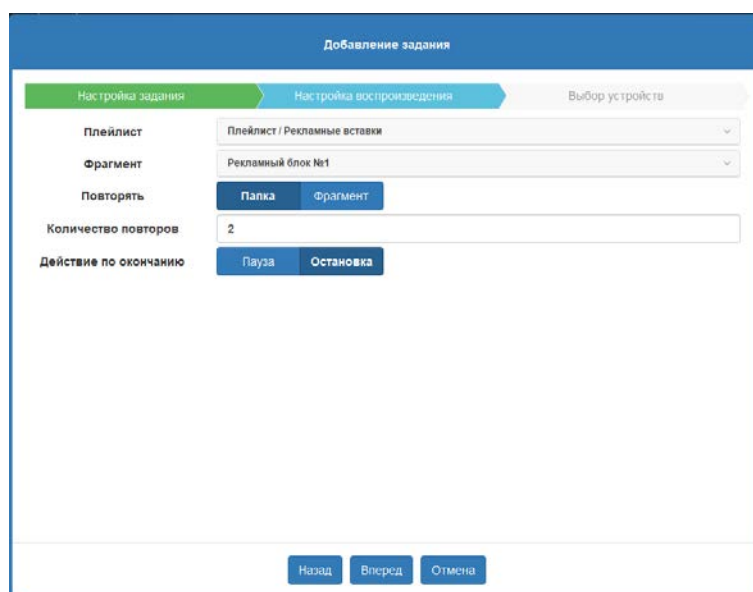 Добавление задания
Настройка задания Настройка воспроизведения Выбор устройств
Плейлист Плейлист / Рекламные вставки
Фрагмент Рекламный блок №1
Повторять Папка Фрагмент
Количество повторов 2
Действие по окончанию Пауза Остановка
Назад Вперед Отмена